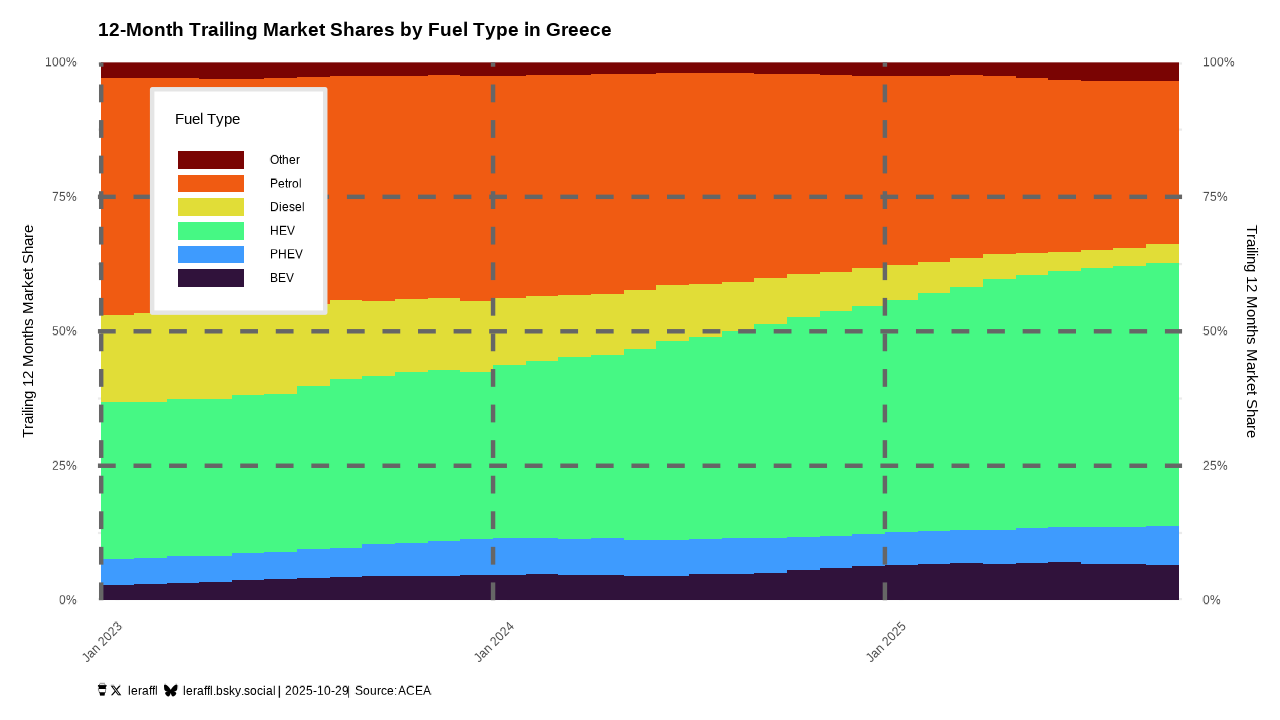 12-Month Trailing Market Shares by Fuel Type in Greece
100%
75%
50%
25%
0%
Trailing 12 Months Market Share
Fuel Type
Other
Petrol
Diesel
HEV
PHEV
BEV
100%
75%
50%
25%
0%
Trailing 12 Months Market Share
Jan 2023
Jan 2024
Jan 2025
leraffl leraffl.bsky.social | 2025-10-29| Source:ACEA